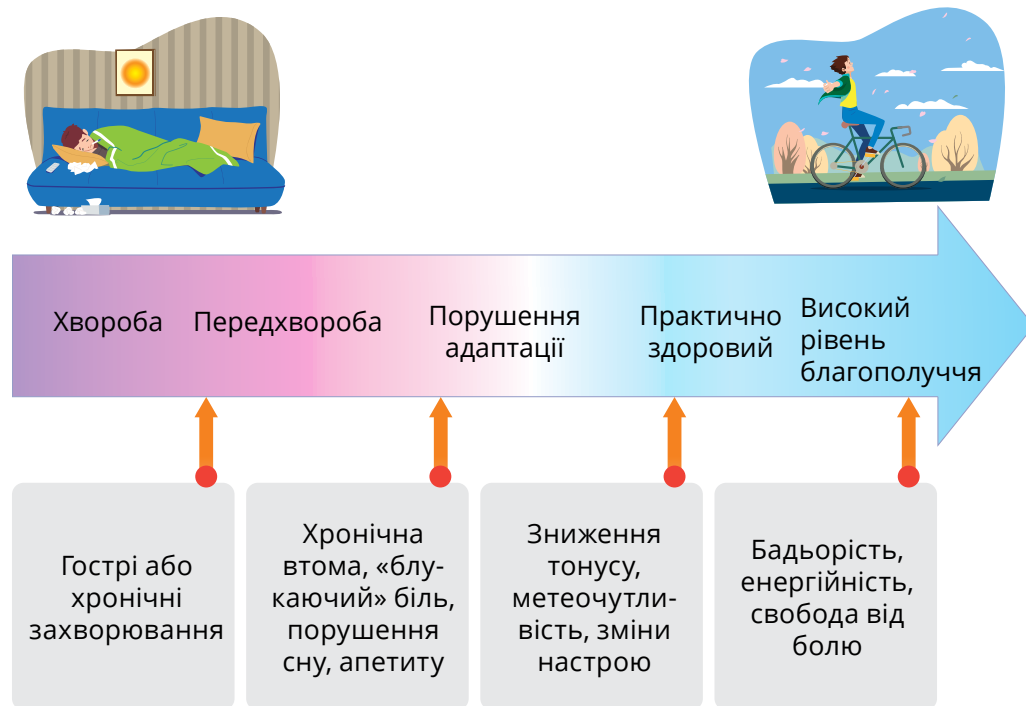 Хвороба
Передхвороба
Порушення
адаптації
Практично
здоровий
Високий
рівень
благополуччя
Гострі або
хронічні
захворювання
Хронічна
втома, «блу-
каючий» біль,
порушення
сну, апетиту
Зниження
тонусу,
метеочутли-
вість, зміни
настрою
Бадьорість,
енергійність,
свобода від
болю